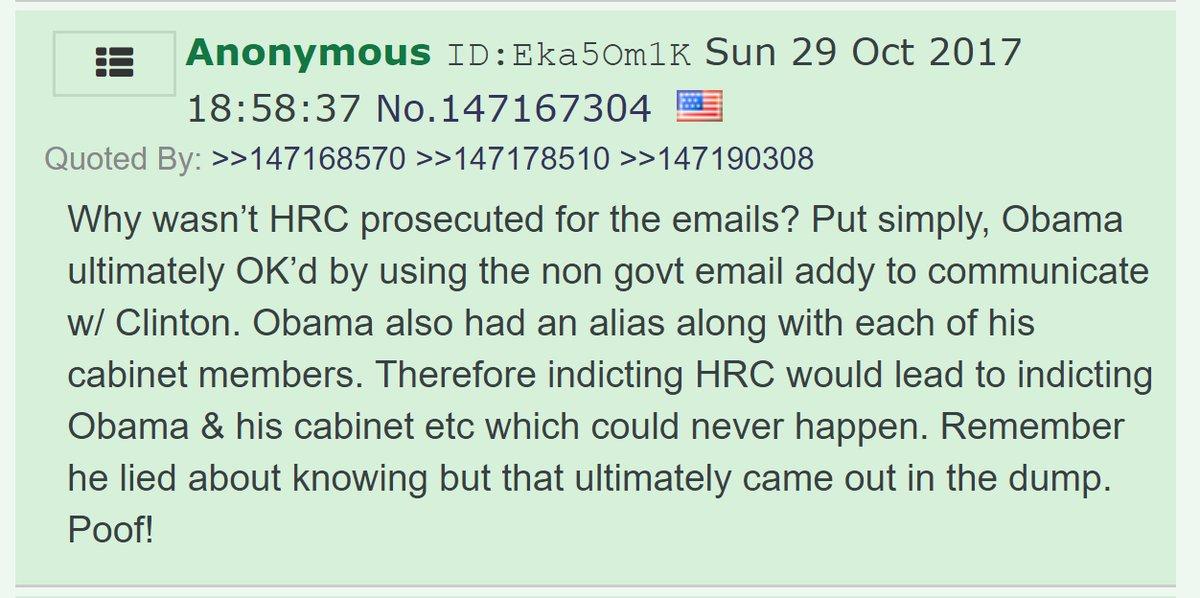 Anonymous ID:Eka5Om1K Sun 29 Oct 2017
18:58:37 No.147167304
Quoted By: >>147168570 >>147178510 >>147190308
Why wasn’t HRC prosecuted for the emails? Put simply, Obama
ultimately OK’d by using the non govt email addy to communicate
w/ Clinton. Obama also had an alias along with each of his
cabinet members. Therefore indicting HRC would lead to indicting
Obama & his cabinet etc which could never happen. Remember
he lied about knowing but that ultimately came out in the dump.
Poof!